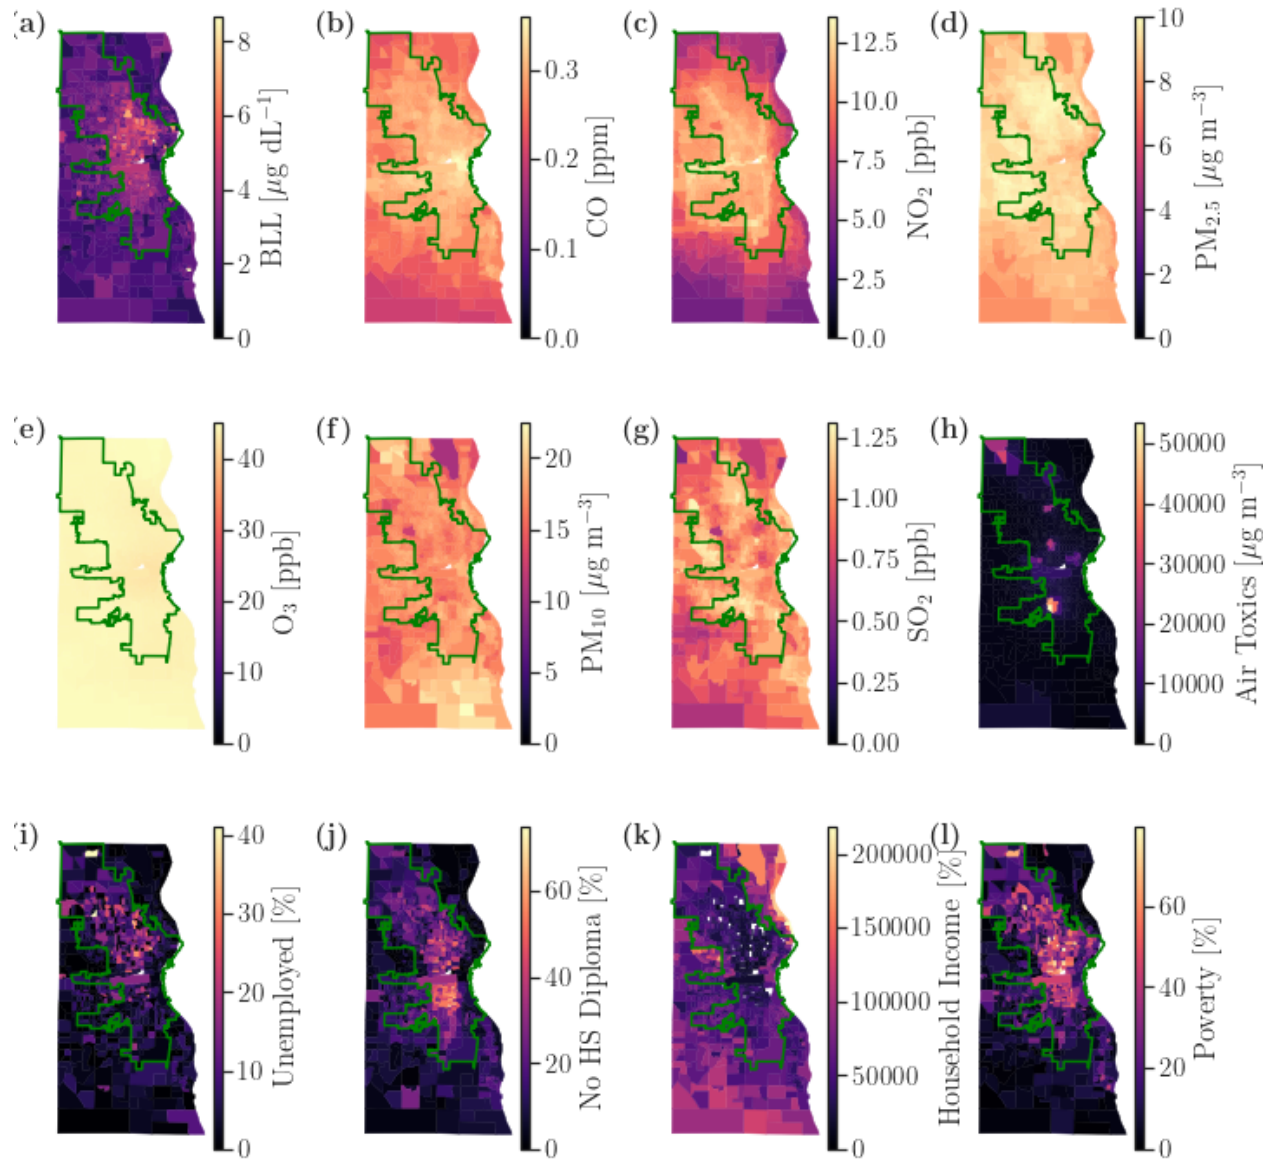 (a)
8
6
4
2
0
BLL [μg dL⁻¹]
(b)
0.3
0.2
0.1
0.0
CO [ppm]
(c)
12.5
10.0
7.5
5.0
2.5
0.0
NO₂ [ppb]
(d)
10
8
6
4
2
0
PM₂.₅ [μg m⁻³]
(e)
40
30
20
10
0
O₃ [ppb]
(f)
20
15
10
5
0
PM₁₀ [μg m⁻³]
(g)
1.25
1.00
0.75
0.50
0.25
0.00
SO₂ [ppb]
(h)
50000
40000
30000
20000
10000
0
Air Toxics [μg m⁻³]
(i)
40
30
20
10
0
Unemployed [%]
(j)
60
40
20
0
No HS Diploma [%]
(k)
200000
150000
100000
50000
0
Household Income [%]
(l)
60
40
20
0
Poverty [%]